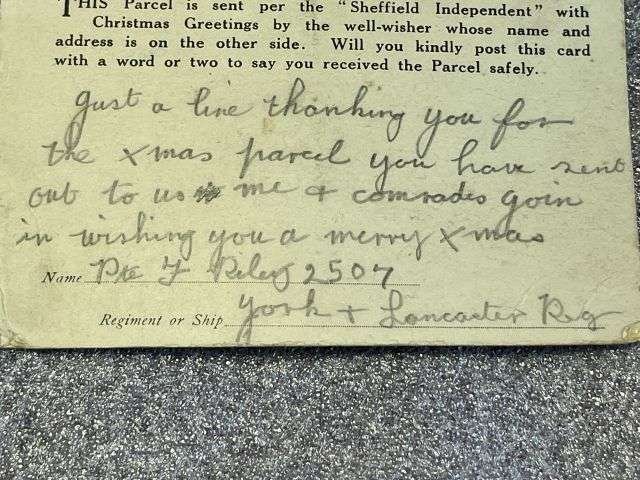 THIS Parcel is sent per the "Sheffield Independent" with
Christmas Greetings by the well-wisher whose name and
address is on the other side. Will you kindly post this card
with a word or two to say you received the Parcel safely.
Just a line thanking you for
the xmas parcel you have sent
out to us me & comrades goin
in wishing you a merry xmas
Name Pte F Riley 2507
Regiment or Ship York + Lancaster Reg